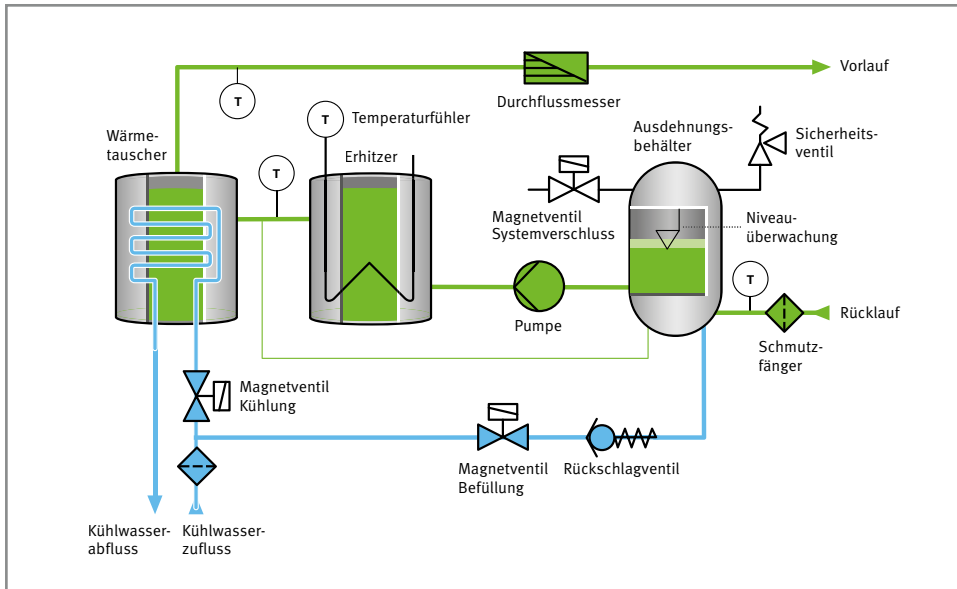 Vorlauf
Durchflussmesser
T
T
Temperaturfühler
Ausdehnungs-
behälter
Sicherheits-
ventil
Wärme-
tauscher
Erhitzer
T
Magnetventil
Systemverschluss
Niveau-
überwachung
T
Pumpe
Rücklauf
Schmutz-
fänger
Magnetventil
Kühlung
Magnetventil
Befüllung
Rückschlagventil
Kühlwasser-
abfluss
Kühlwasser-
zufluss